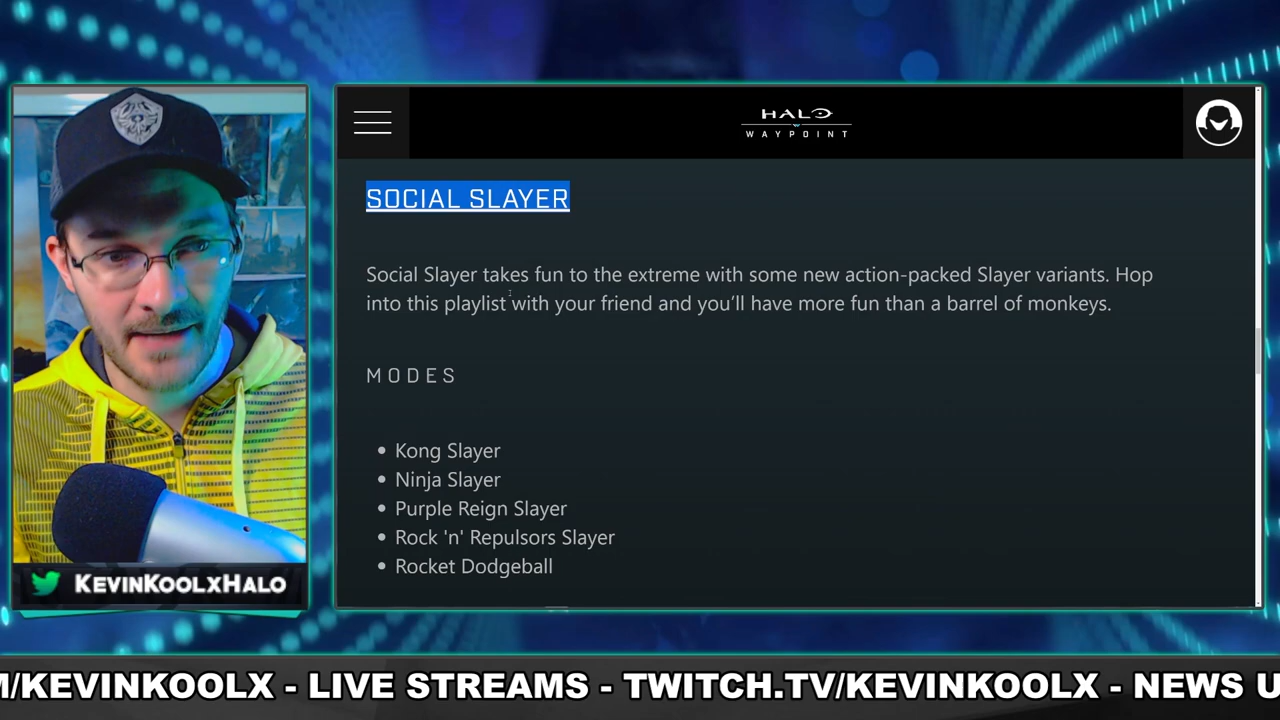 HALO
WAYPOINT
SOCIAL SLAYER
Social Slayer takes fun to the extreme with some new action-packed Slayer variants. Hop
into this playlist with your friend and you’ll have more fun than a barrel of monkeys.
MODES
• Kong Slayer
• Ninja Slayer
• Purple Reign Slayer
• Rock 'n' Repulsors Slayer
• Rocket Dodgeball
KEVINKOOLXHALO
M/KEVINKOOLX - LIVE STREAMS - TWITCH.TV/KEVINKOOLX - NEWS U